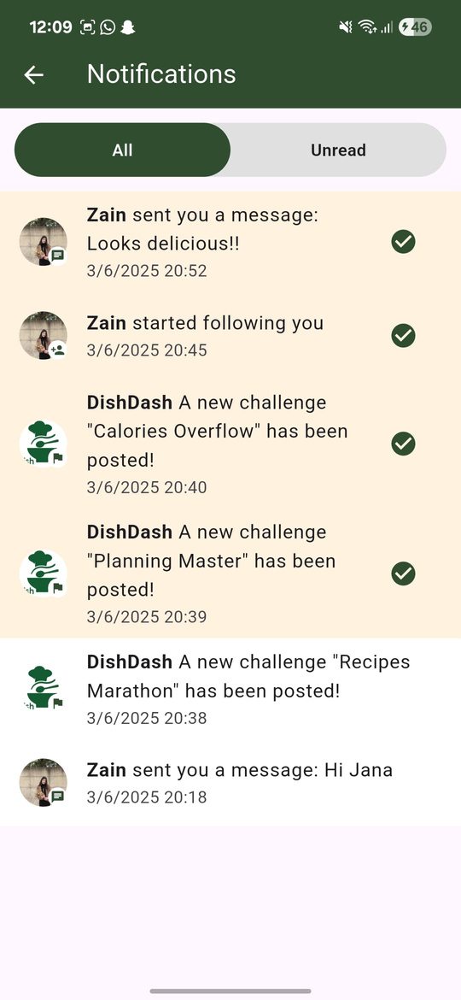 12:09
46
Notifications
All
Unread
Zain sent you a message:
Looks delicious!!
3/6/2025 20:52
Zain started following you
3/6/2025 20:45
DishDash A new challenge
"Calories Overflow" has been
posted!
3/6/2025 20:40
DishDash A new challenge
"Planning Master" has been
posted!
3/6/2025 20:39
DishDash A new challenge "Recipes
Marathon" has been posted!
3/6/2025 20:38
Zain sent you a message: Hi Jana
3/6/2025 20:18